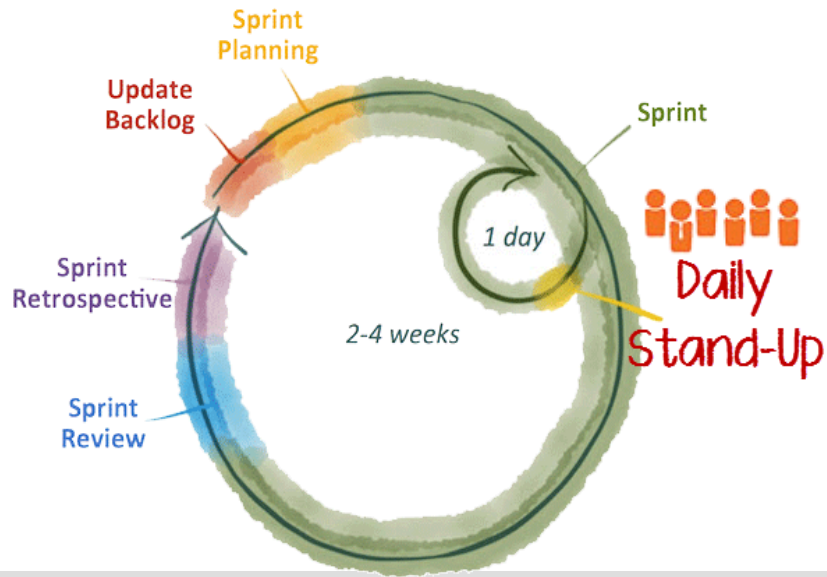 Sprint
Planning
Update
Backlog
Sprint
1 day
Daily
Stand-Up
Sprint
Retrospective
2-4 weeks
Sprint
Review